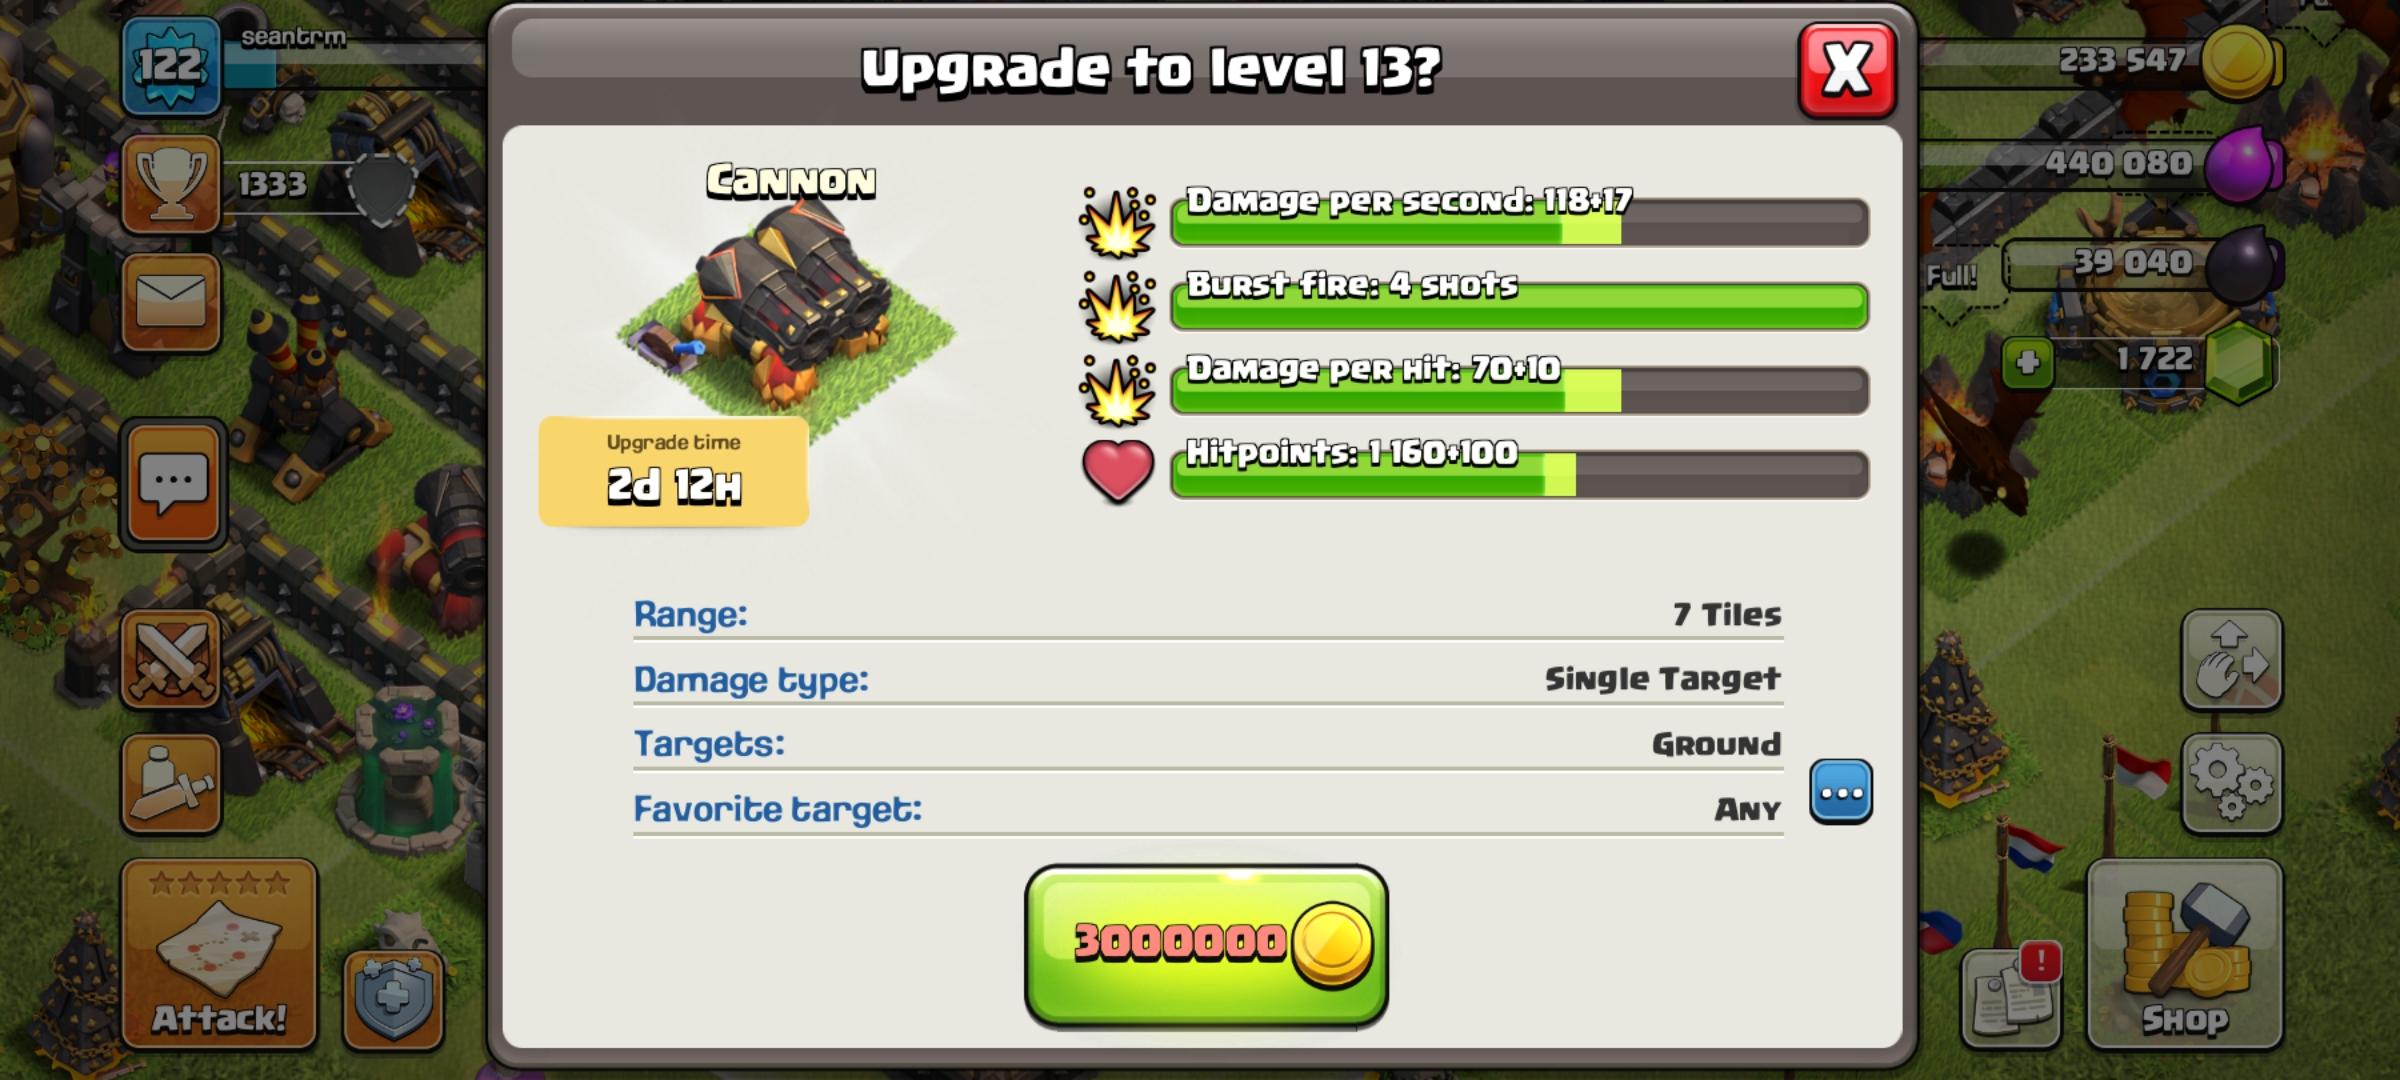 122
seantrm
1333
Upgrade to level 13?
X
233 547
440 080
39 040
Full!
1 722
Cannon
Damage per second: 118+17
Burst fire: 4 shots
Damage per hit: 70+10
Hitpoints: 1 160+100
Upgrade time
2d 12H
Range:
7 Tiles
Damage type:
Single Target
Targets:
Ground
Favorite target:
Any
3000000
Attack!
!
Shop